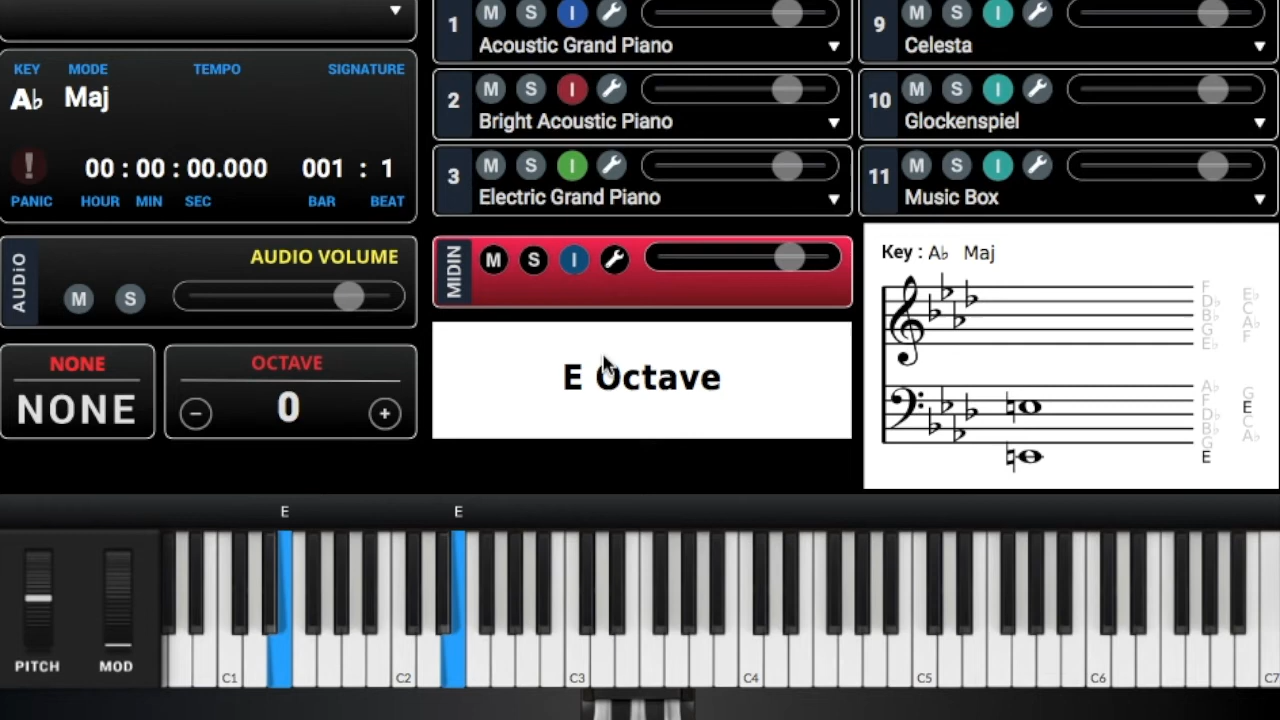 KEY MODE TEMPO SIGNATURE
A♭ Maj
! 00 : 00 : 00.000 001 : 1
PANIC HOUR MIN SEC BAR BEAT
AUDiO
AUDIO VOLUME
M S
NONE
NONE
OCTAVE
− 0 +
1 M S I
Acoustic Grand Piano
2 M S I
Bright Acoustic Piano
3 M S I
Electric Grand Piano
9 M S I
Celesta
10 M S I
Glockenspiel
11 M S I
Music Box
MIDIN M S I
E Octave
Key : A♭ Maj
F
D♭
B♭
G
E♭
E♭
C
A♭
F
A♭
F
D♭
B♭
G
E
G
E
C
A♭
E E
PITCH MOD
C1 C2 C3 C4 C5 C6 C7